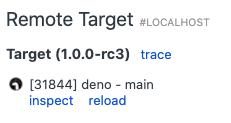 Remote Target #LOCALHOST
Target (1.0.0-rc3) trace
[31844] deno - main
inspect reload